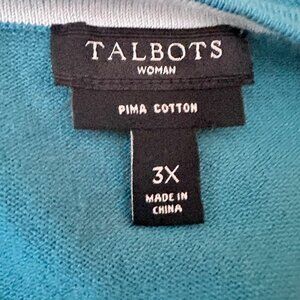 TALBOTS
WOMAN
PIMA COTTON
3X
MADE IN
CHINA